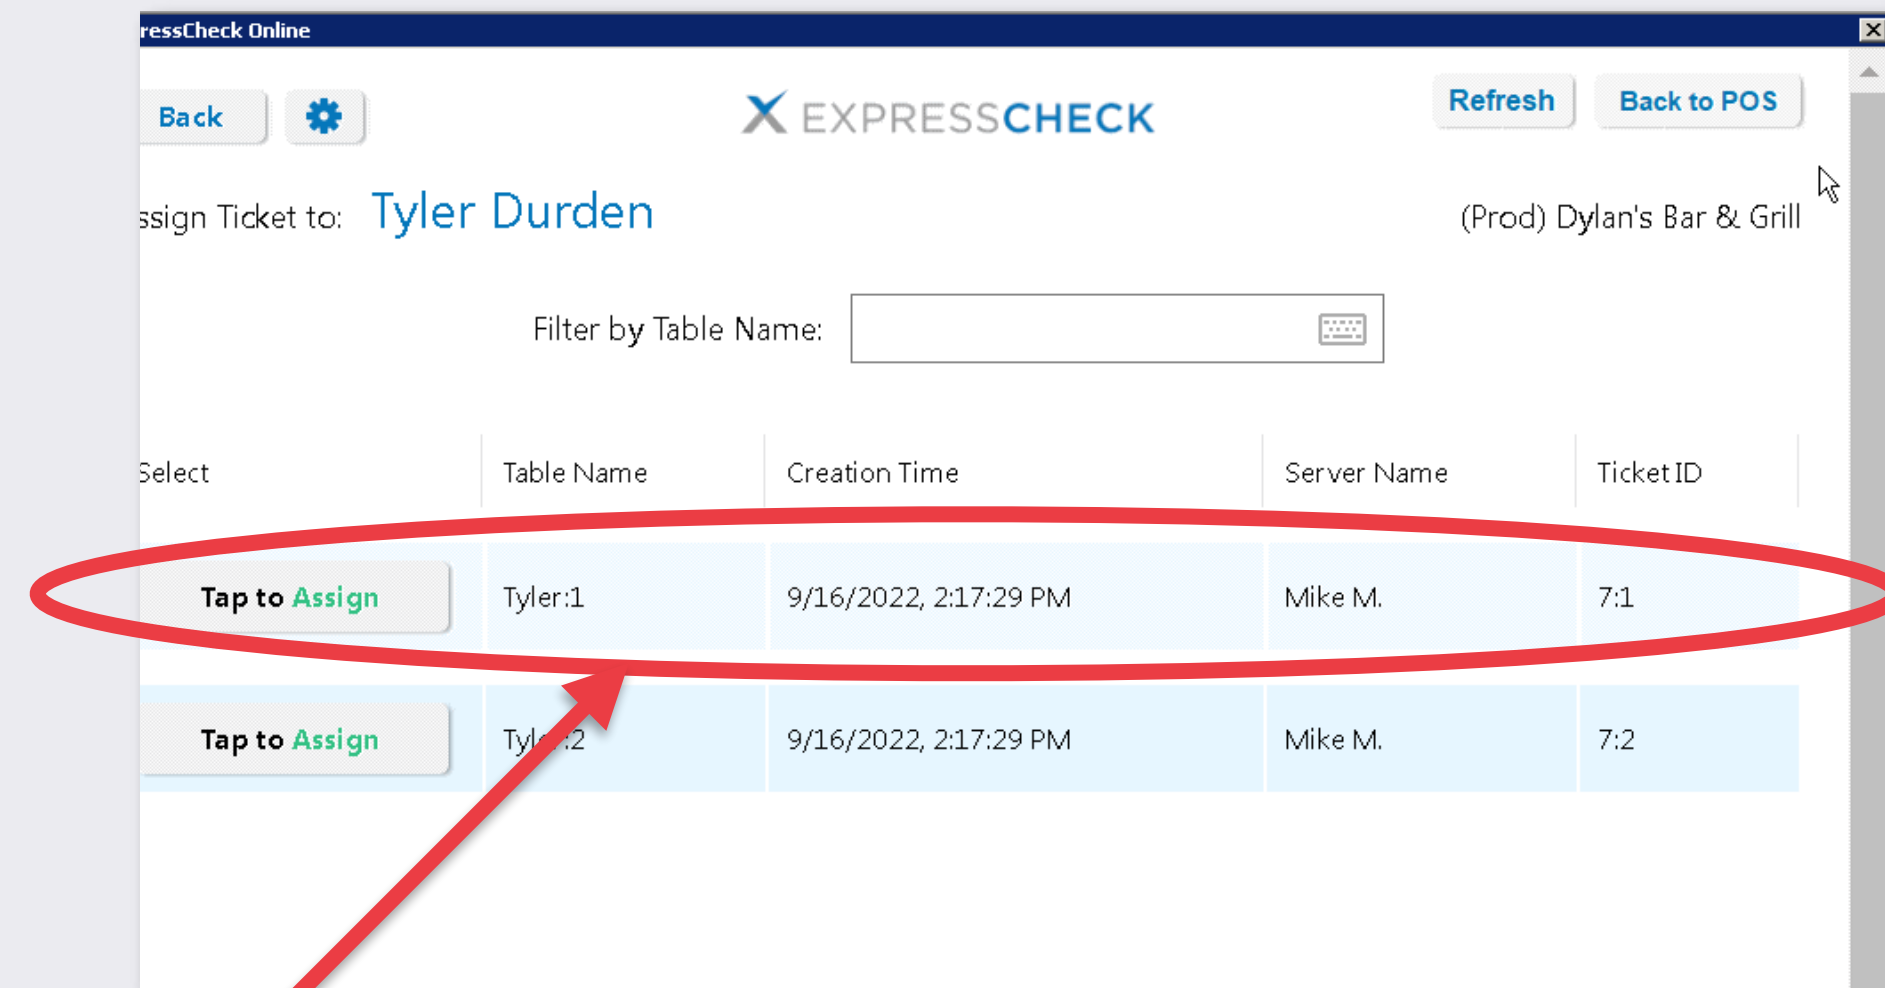 ressCheck Online
Back
EXPRESSCHECK
Refresh
Back to POS
ssign Ticket to: Tyler Durden
(Prod) Dylan's Bar & Grill
Filter by Table Name:
Select Table Name Creation Time Server Name Ticket ID
Tap to Assign Tyler:1 9/16/2022, 2:17:29 PM Mike M. 7:1
Tap to Assign Tyler:2 9/16/2022, 2:17:29 PM Mike M. 7:2